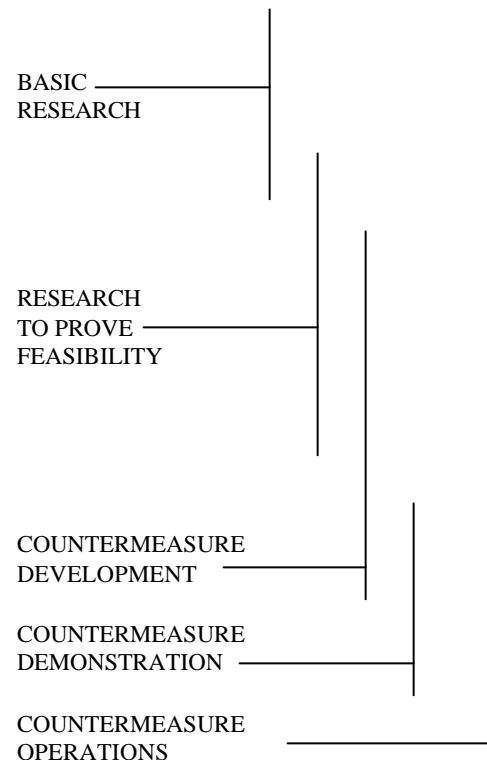 BASIC
RESEARCH
RESEARCH
TO PROVE
FEASIBILITY
COUNTERMEASURE
DEVELOPMENT
COUNTERMEASURE
DEMONSTRATION
COUNTERMEASURE
OPERATIONS